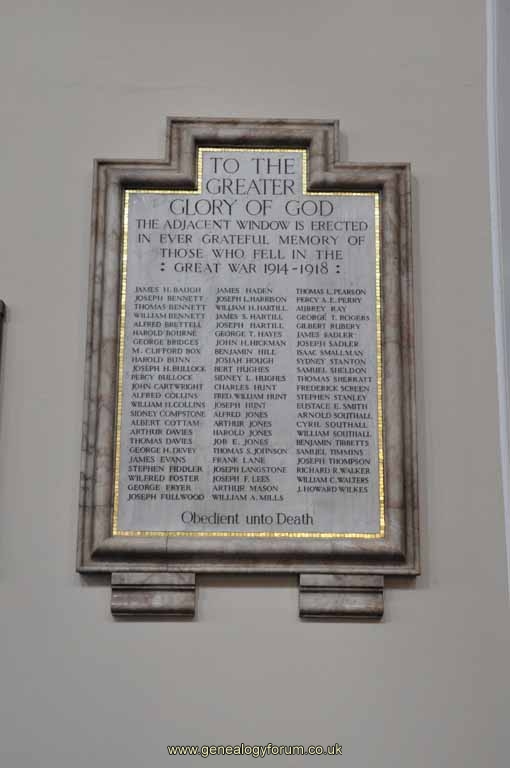 TO THE
GREATER
GLORY OF GOD
THE ADJACENT WINDOW IS ERECTED
IN EVER GRATEFUL MEMORY OF
THOSE WHO FELL IN THE
: GREAT WAR 1914-1918 :
JAMES H. BAUGH
JOSEPH BENNETT
THOMAS BENNETT
WILLIAM BENNETT
ALFRED BRETTELL
HAROLD BOURNE
GEORGE BRIDGES
M. CLIFFORD BOX
HAROLD BUNN
JOSEPH H. BULLOCK
PERCY BULLOCK
JOHN CARTWRIGHT
ALFRED COLLINS
WILLIAM H. COLLINS
SIDNEY COMPSTONE
ALBERT COTTAM
ARTHUR DAVIES
THOMAS DAVIES
GEORGE H. DIVEY
JAMES EVANS
STEPHEN FIDDLER
WILFRED FOSTER
GEORGE FRYER
JOSEPH FULLWOOD
JAMES HADEN
JOSEPH L. HARRISON
WILLIAM H. HARTILL
JAMES S. HARTILL
JOSEPH HARTILL
GEORGE T. HAYES
JOHN H. HICKMAN
BENJAMIN HILL
JOSIAH HOUGH
BERT HUGHES
SIDNEY L. HUGHES
CHARLES HUNT
FRED. WILLIAM HUNT
JOSEPH HUNT
ALFRED JONES
ARTHUR JONES
HAROLD JONES
JOB E. JONES
THOMAS S. JOHNSON
FRANK LANE
JOSEPH LANGSTONE
JOSEPH F. LEES
ARTHUR MASON
WILLIAM A. MILLS
THOMAS L. PEARSON
PERCY A. E. PERRY
AUBREY RAY
GEORGE T. ROGERS
GILBERT RUBERY
JAMES SADLER
JOSEPH SADLER
ISAAC SMALLMAN
SYDNEY STANTON
SAMUEL SHELDON
THOMAS SHERRATT
FREDERICK SCREEN
STEPHEN STANLEY
EUSTACE E. SMITH
ARNOLD SOUTHALL
CYRIL SOUTHALL
WILLIAM SOUTHALL
BENJAMIN TIBBETTS
SAMUEL TIMMINS
JOSEPH THOMPSON
RICHARD R. WALKER
WILLIAM C. WALTERS
J. HOWARD WILKES
Obedient unto Death
www.genealogyforum.co.uk